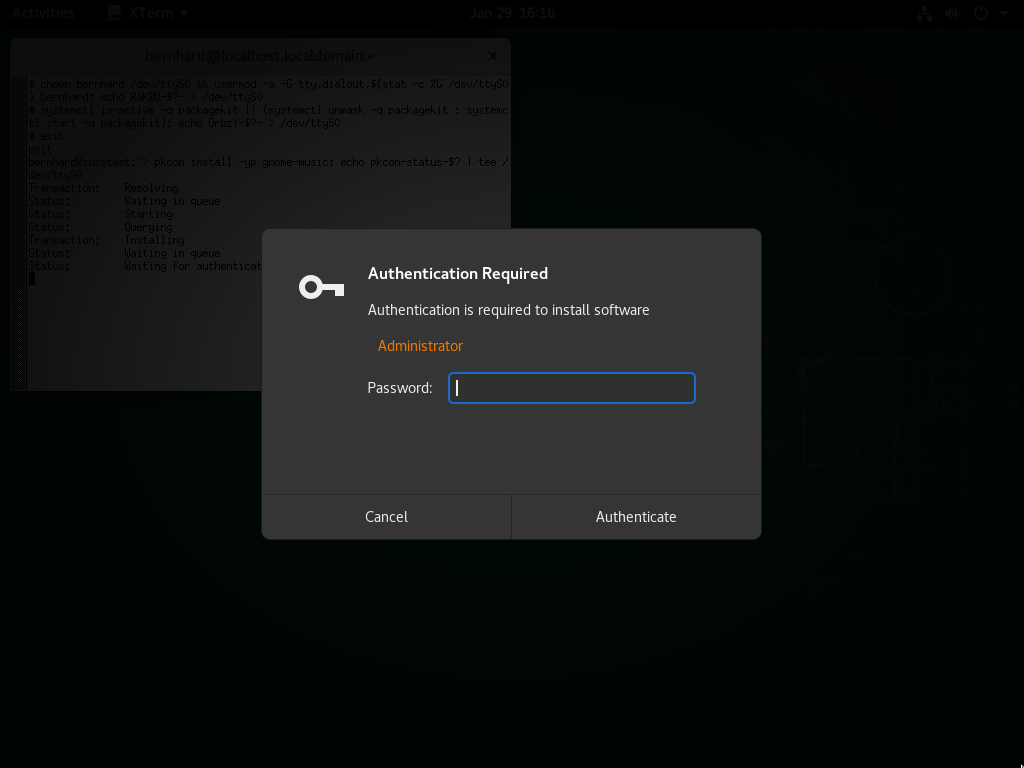 Activities XTerm Jan 29 16:16
bernhard@localhost.localdomain:~
# chown bernhard /dev/ttyS0 && usermod -a -G tty,dialout,$(stat -c %G /dev/ttyS0
) bernhard; echo RaKBU-$?- > /dev/ttyS0
# systemctl is-active -q packagekit || (systemctl unmask -q packagekit ; systemc
tl start -q packagekit); echo OrbzY-$?- > /dev/ttyS0
# exit
exit
bernhard@susetest:~> pkcon install -yp gnome-music; echo pkcon-status-$? | tee /
dev/ttyS0
Transaction: Resolving
Status: Waiting in queue
Status: Starting
Status: Querying
Transaction: Installing
Status: Waiting in queue
Status: Waiting for authenticat
Authentication Required
Authentication is required to install software
Administrator
Password:
Cancel Authenticate